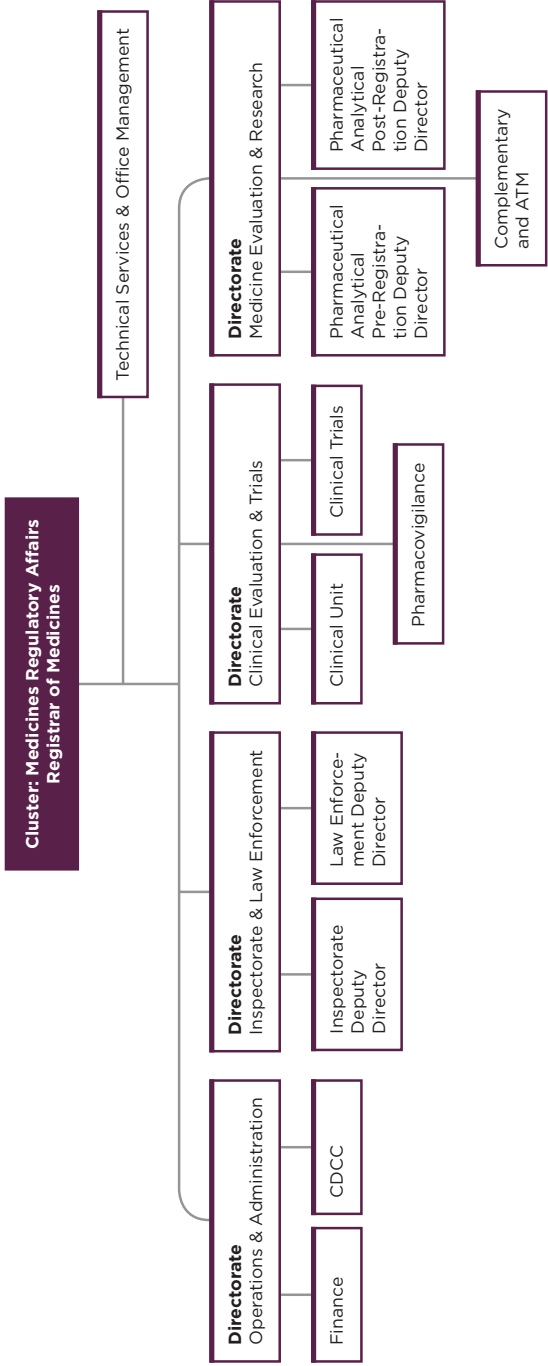 Cluster: Medicines Regulatory Affairs
Registrar of Medicines
Technical Services & Office Management
Directorate
Operations & Administration
Directorate
Inspectorate & Law Enforcement
Directorate
Clinical Evaluation & Trials
Directorate
Medicine Evaluation & Research
Finance
CDCC
Inspectorate
Deputy
Director
Law Enforce-
ment Deputy
Director
Clinical Unit
Clinical Trials
Pharmaceutical
Analytical
Pre-Registra-
tion Deputy
Director
Pharmaceutical
Analytical
Post-Registra-
tion Deputy
Director
Pharmacovigilance
Complementary
and ATM